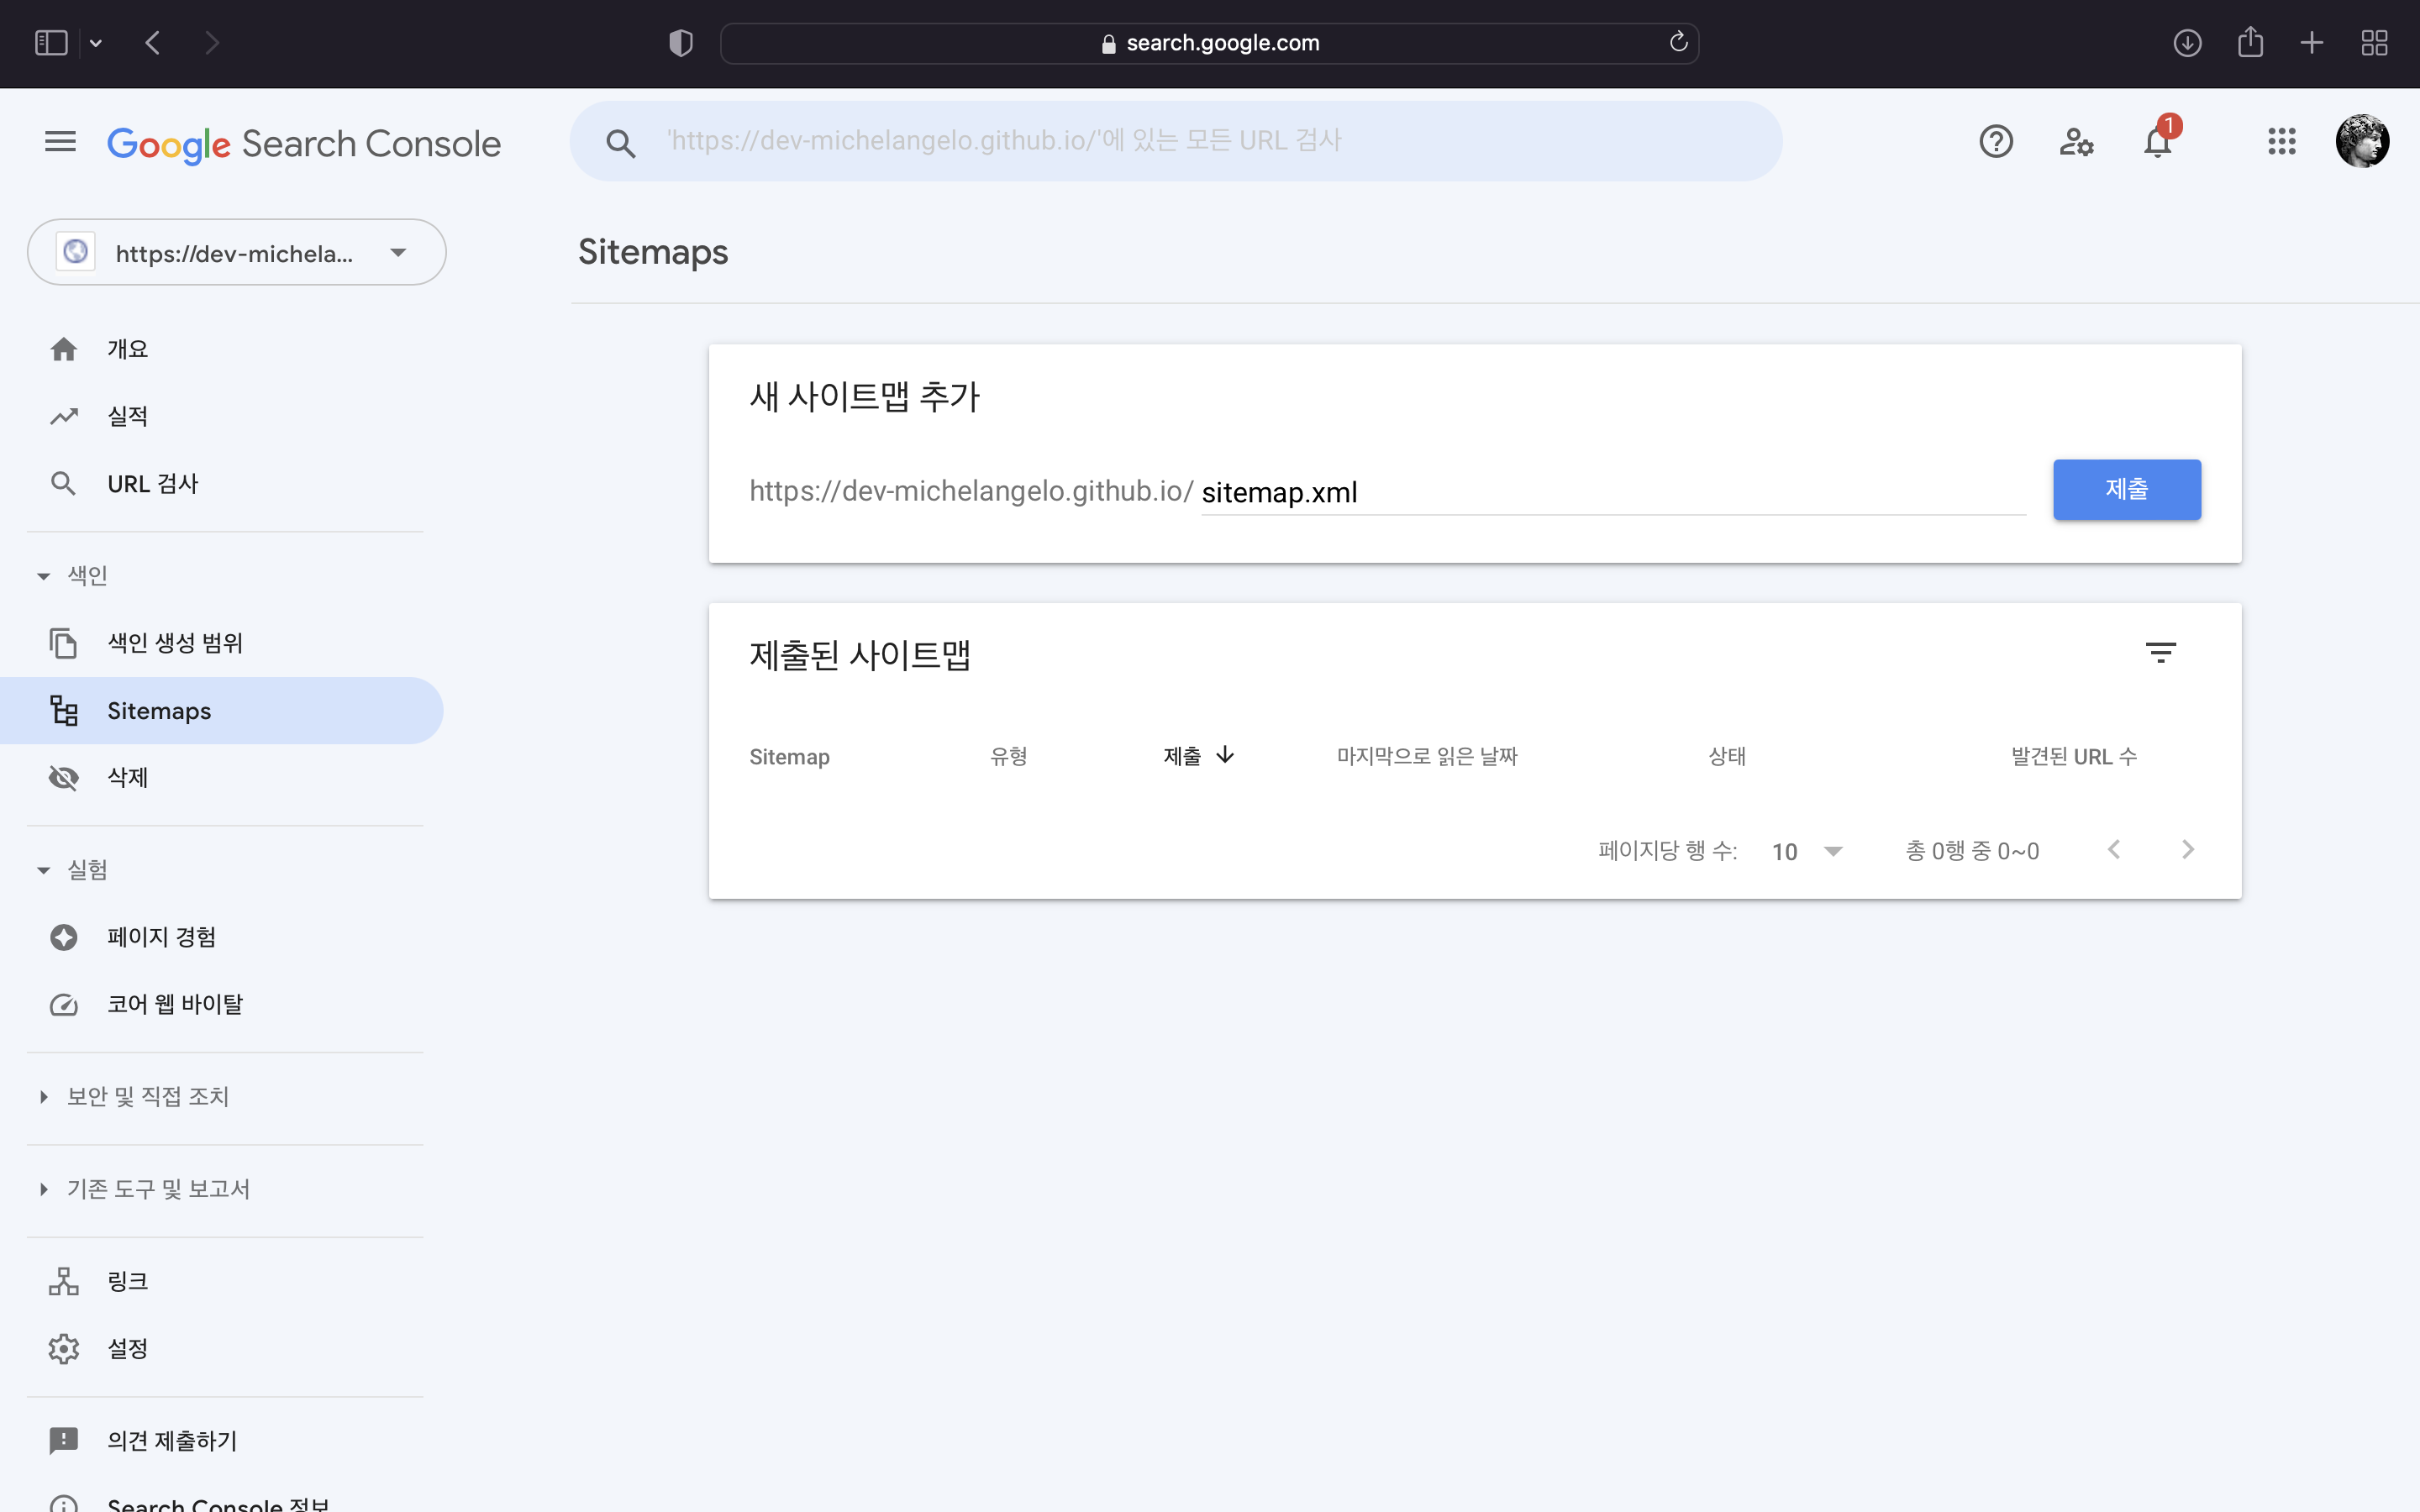 search.google.com
Google Search Console
'https://dev-michelangelo.github.io/'에 있는 모든 URL 검사
1
https://dev-michela...
Sitemaps
개요
실적
URL 검사
색인
색인 생성 범위
Sitemaps
삭제
실험
페이지 경험
코어 웹 바이탈
보안 및 직접 조치
기존 도구 및 보고서
링크
설정
의견 제출하기
Search Console 정보
새 사이트맵 추가
https://dev-michelangelo.github.io/ sitemap.xml
제출
제출된 사이트맵
Sitemap 유형 제출 마지막으로 읽은 날짜 상태 발견된 URL 수
페이지당 행 수: 10 총 0행 중 0~0